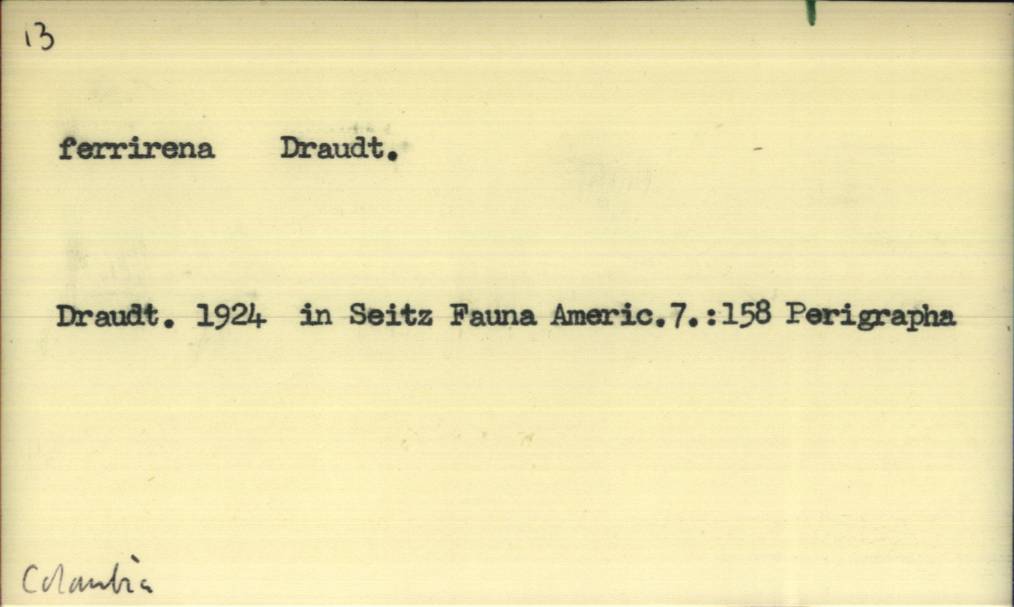 13
ferrirena Draudt.
Draudt. 1924 in Seitz Fauna Americ.7.:158 Perigrapha
Colombia